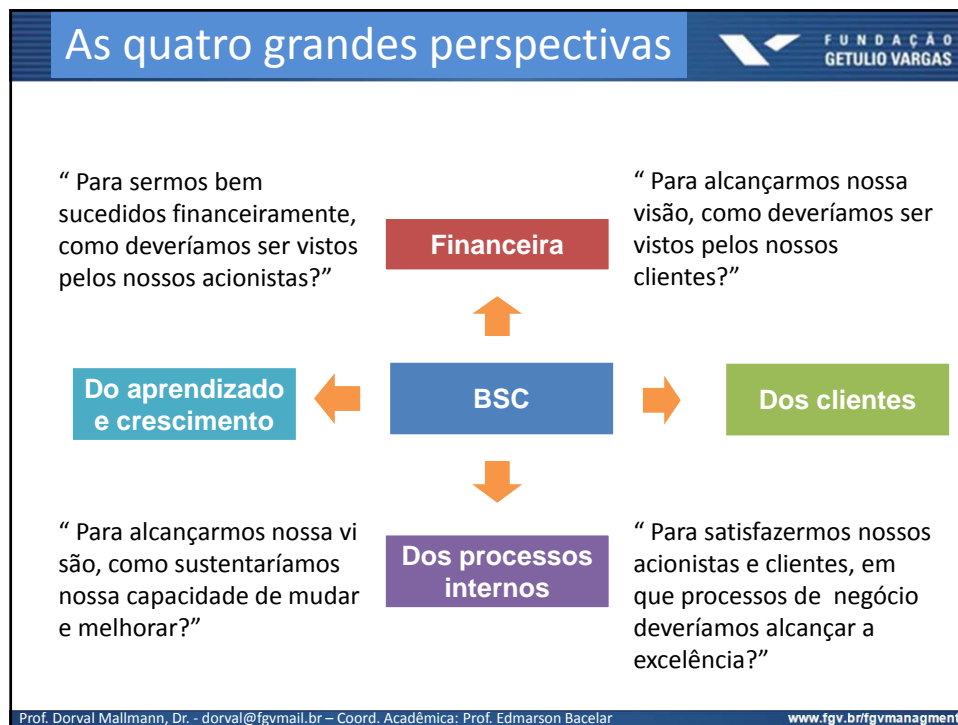 As quatro grandes perspectivas
FUNDAÇÃO
GETULIO VARGAS
“ Para sermos bem
sucedidos financeiramente,
como deveríamos ser vistos
pelos nossos acionistas?”
Financeira
“ Para alcançarmos nossa
visão, como deveríamos ser
vistos pelos nossos
clientes?”
Do aprendizado
e crescimento
BSC
Dos clientes
“ Para alcançarmos nossa vi
são, como sustentaríamos
nossa capacidade de mudar
e melhorar?”
Dos processos
internos
“ Para satisfazermos nossos
acionistas e clientes, em
que processos de negócio
deveríamos alcançar a
excelência?”
Prof. Dorval Mallmann, Dr. - dorval@fgvmail.br – Coord. Acadêmica: Prof. Edmarson Bacelar
www.fgv.br/fgvmanagment